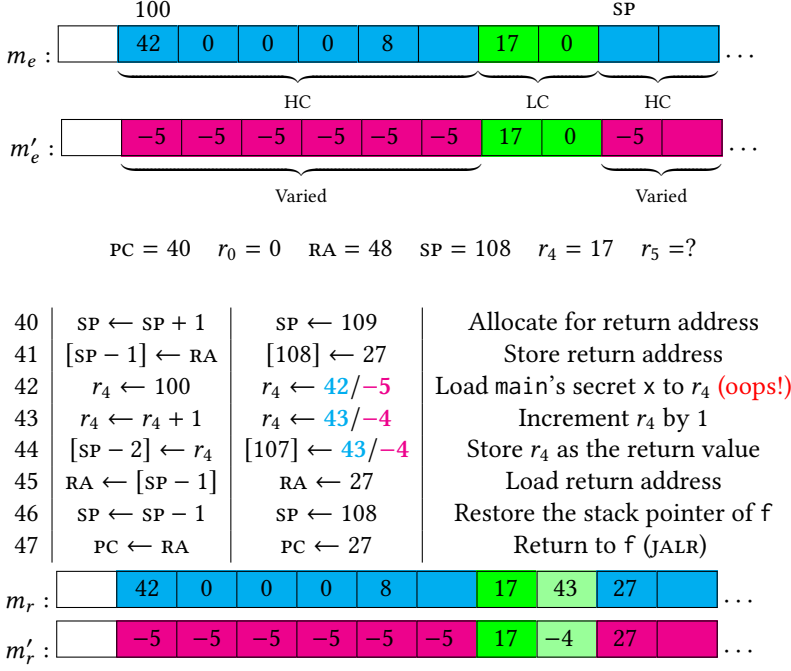 100 SP
m_e : 42 0 0 0 8 17 0 ...
HC LC HC
m'_e : −5 −5 −5 −5 −5 −5 17 0 −5 ...
Varied Varied
PC = 40 r_0 = 0 RA = 48 SP = 108 r_4 = 17 r_5 =?
40 SP ← SP + 1 SP ← 109 Allocate for return address
41 [SP − 1] ← RA [108] ← 27 Store return address
42 r_4 ← 100 r_4 ← 42/−5 Load main's secret x to r_4 (oops!)
43 r_4 ← r_4 + 1 r_4 ← 43/−4 Increment r_4 by 1
44 [SP − 2] ← r_4 [107] ← 43/−4 Store r_4 as the return value
45 RA ← [SP − 1] RA ← 27 Load return address
46 SP ← SP − 1 SP ← 108 Restore the stack pointer of f
47 PC ← RA PC ← 27 Return to f (JALR)
m_r : 42 0 0 0 8 17 43 27 ...
m'_r : −5 −5 −5 −5 −5 −5 17 −4 27 ...